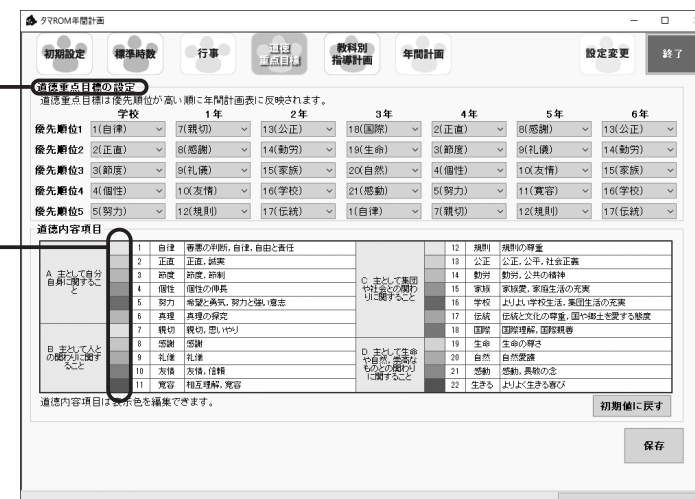 タマROM年間計画
初期設定 標準時数 行事 道徳重点目標 教科別指導計画 年間計画 設定変更 終了
道徳重点目標の設定
道徳重点目標は優先順位が高い順に年間計画表に反映されます。
学校 1年 2年 3年 4年 5年 6年
優先順位1 1(自律) 7(親切) 13(公正) 18(国際) 2(正直) 8(感謝) 13(公正)
優先順位2 2(正直) 8(感謝) 14(勤労) 19(生命) 3(節度) 9(礼儀) 14(勤労)
優先順位3 3(節度) 9(礼儀) 15(家族) 20(自然) 4(個性) 10(友情) 15(家族)
優先順位4 4(個性) 10(友情) 16(学校) 21(感動) 5(努力) 11(寛容) 16(学校)
優先順位5 5(努力) 12(規則) 17(伝統) 1(自律) 7(親切) 12(規則) 17(伝統)
道徳内容項目
A 主として自分自身に関すること
1 自律 善悪の判断, 自律, 自由と責任
2 正直 正直, 誠実
3 節度 節度, 節制
4 個性 個性の伸長
5 努力 希望と勇気, 努力と強い意志
6 真理 真理の探究
B 主として人との関わりに関すること
7 親切 親切, 思いやり
8 感謝 感謝
9 礼儀 礼儀
10 友情 友情, 信頼
11 寛容 相互理解, 寛容
C 主として集団や社会との関わりに関すること
12 規則 規則の尊重
13 公正 公正, 公平, 社会正義
14 勤労 勤労, 公共の精神
15 家族 家族愛, 家庭生活の充実
16 学校 よりよい学校生活, 集団生活の充実
17 伝統 伝統と文化の尊重, 国や郷土を愛する態度
18 国際 国際理解, 国際親善
D 主として生命や自然, 崇高なものとの関わりに関すること
19 生命 生命の尊さ
20 自然 自然愛護
21 感動 感動, 畏敬の念
22 生きる よりよく生きる喜び
道徳内容項目は表示色を編集できます。
初期値に戻す
保存